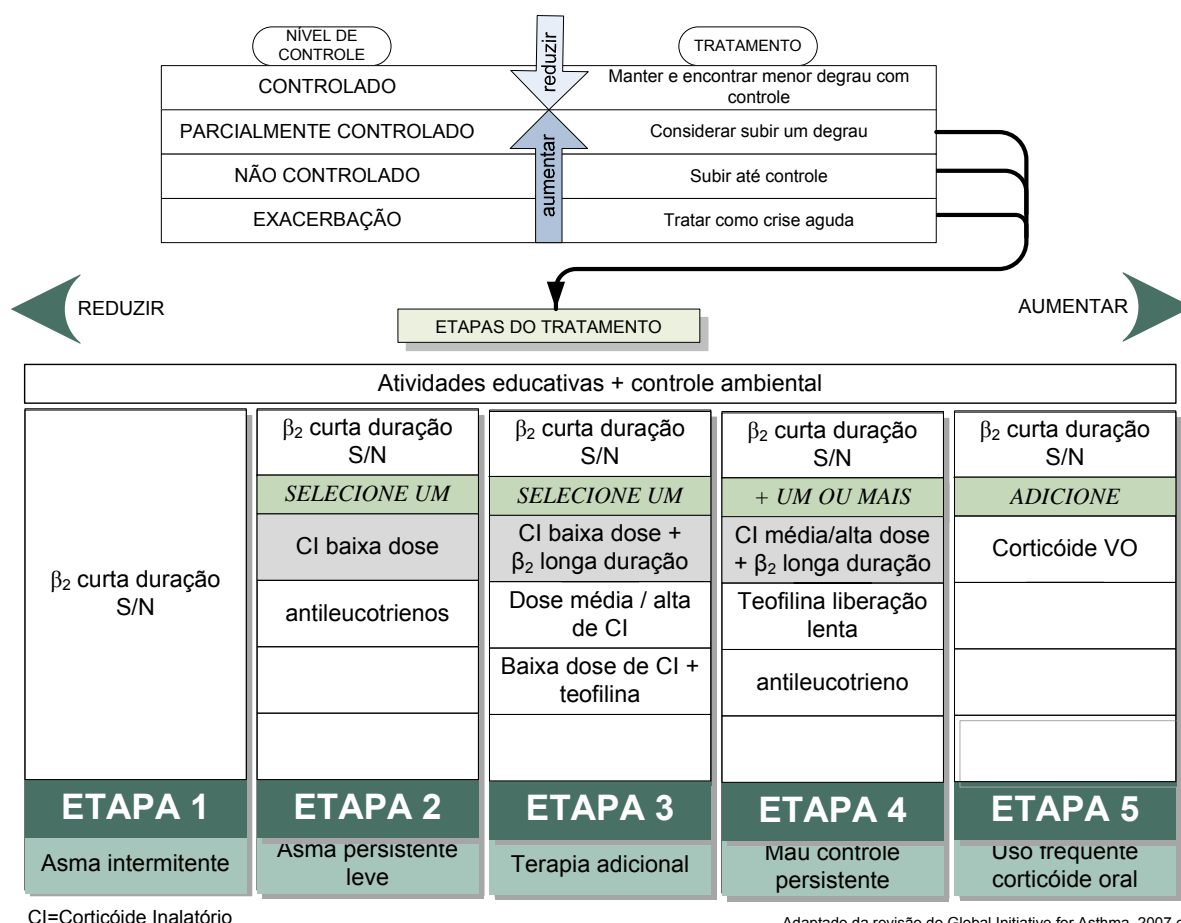 NÍVEL DE
CONTROLE
TRATAMENTO
reduzir
CONTROLADO
Manter e encontrar menor degrau com
controle
PARCIALMENTE CONTROLADO
Considerar subir um degrau
aumentar
NÃO CONTROLADO
Subir até controle
EXACERBAÇÃO
Tratar como crise aguda
REDUZIR
AUMENTAR
ETAPAS DO TRATAMENTO
Atividades educativas + controle ambiental
β₂ curta duração
S/N
ETAPA 1
Asma intermitente
β₂ curta duração
S/N
SELECIONE UM
CI baixa dose
antileucotrienos
ETAPA 2
Asma persistente
leve
β₂ curta duração
S/N
SELECIONE UM
CI baixa dose +
β₂ longa duração
Dose média / alta
de CI
Baixa dose de CI +
teofilina
ETAPA 3
Terapia adicional
β₂ curta duração
S/N
+ UM OU MAIS
CI média/alta dose
+ β₂ longa duração
Teofilina liberação
lenta
antileucotrieno
ETAPA 4
Mau controle
persistente
β₂ curta duração
S/N
ADICIONE
Corticóide VO
ETAPA 5
Uso frequente
corticóide oral
CI=Corticóide Inalatório
Adaptado da revisão do Global Initiative for Asthma, 2007